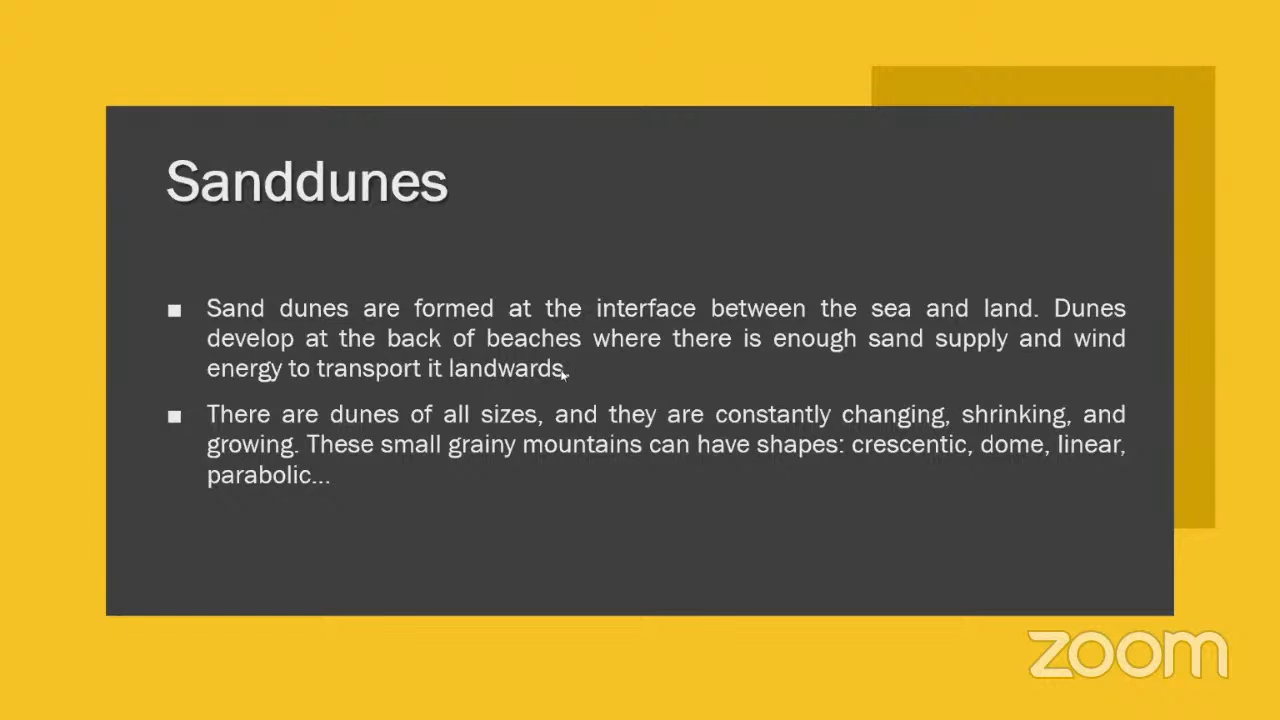 Sanddunes
Sand dunes are formed at the interface between the sea and land. Dunes
develop at the back of beaches where there is enough sand supply and wind
energy to transport it landwards.
There are dunes of all sizes, and they are constantly changing, shrinking, and
growing. These small grainy mountains can have shapes: crescentic, dome, linear,
parabolic...
zoom